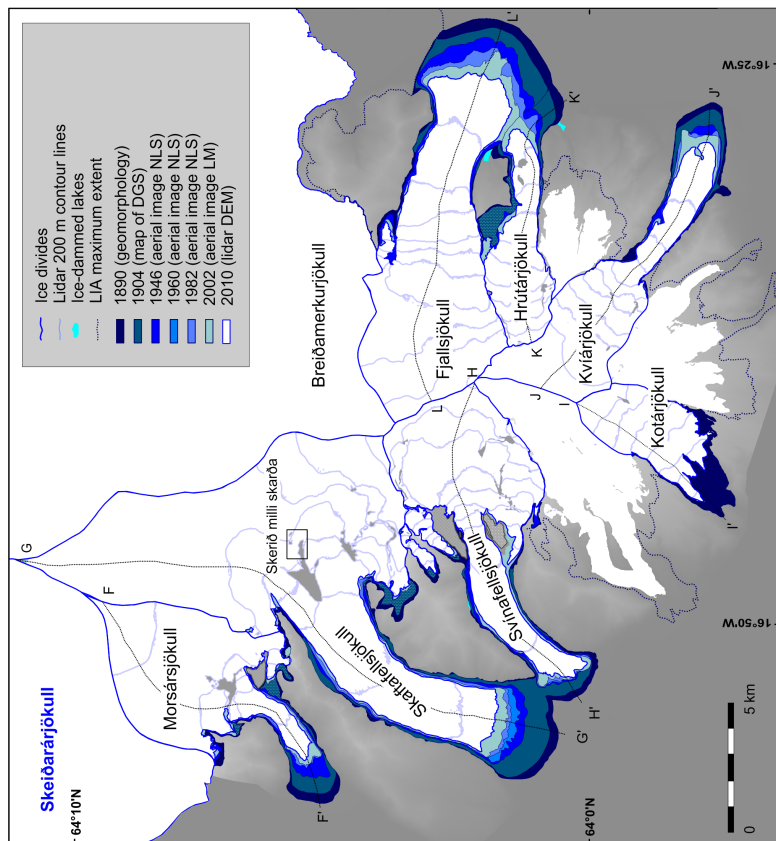 Ice divides
Lidar 200 m contour lines
Ice-dammed lakes
LIA maximum extent
1890 (geomorphology)
1904 (map of DGS)
1946 (aerial image NLS)
1960 (aerial image NLS)
1982 (aerial image NLS)
2002 (aerial image LM)
2010 (lidar DEM)
Skeiðarárjökull
64°10'N
G
F
Morsársjökull
F'
Skerið milli skarða
Skaftafellsjökull
G'
Svínafellsjökull
H'
16°50'W
Breiðamerkurjökull
Fjallsjökull
L
H
L'
Hrútárjökull
K
K'
16°25'W
Kvíárjökull
J
J'
I
Kotárjökull
I'
64°0'N
0
5 km